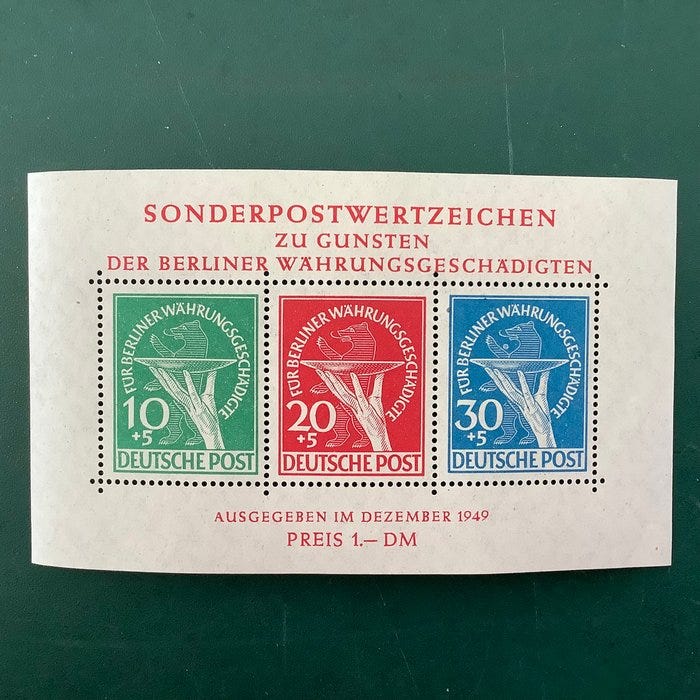 SONDERPOSTWERTZEICHEN
ZU GUNSTEN
DER BERLINER WÄHRUNGSGESCHÄDIGTEN
FÜR BERLINER WÄHRUNGSGESCHÄDIGTE
10
+5
DEUTSCHE POST
FÜR BERLINER WÄHRUNGSGESCHÄDIGTE
20
+5
DEUTSCHE POST
FÜR BERLINER WÄHRUNGSGESCHÄDIGTE
30
+5
DEUTSCHE POST
AUSGEGEBEN IM DEZEMBER 1949
PREIS 1.— DM